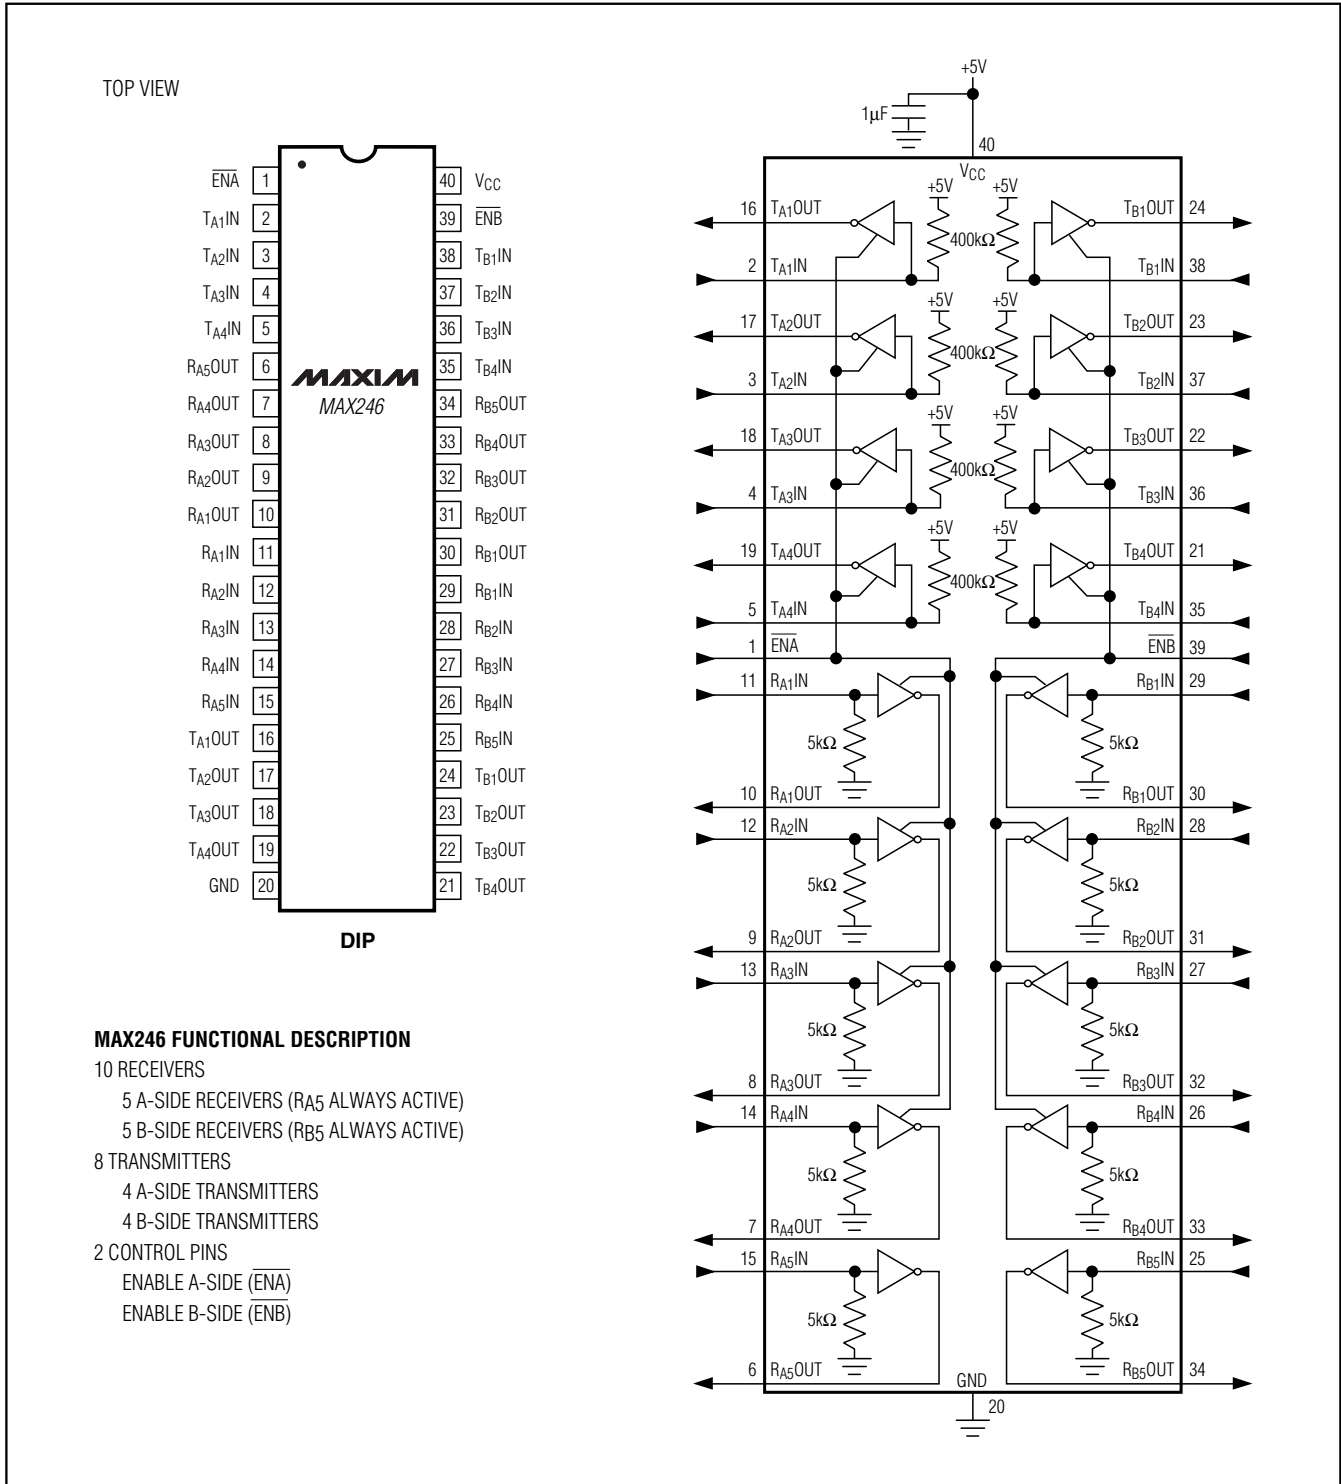 TOP VIEW
ENA 1
TA1IN 2
TA2IN 3
TA3IN 4
TA4IN 5
RA5OUT 6
RA4OUT 7
RA3OUT 8
RA2OUT 9
RA1OUT 10
RA1IN 11
RA2IN 12
RA3IN 13
RA4IN 14
RA5IN 15
TA1OUT 16
TA2OUT 17
TA3OUT 18
TA4OUT 19
GND 20
MAXIM
MAX246
40 VCC
39 ENB
38 TB1IN
37 TB2IN
36 TB3IN
35 TB4IN
34 RB5OUT
33 RB4OUT
32 RB3OUT
31 RB2OUT
30 RB1OUT
29 RB1IN
28 RB2IN
27 RB3IN
26 RB4IN
25 RB5IN
24 TB1OUT
23 TB2OUT
22 TB3OUT
21 TB4OUT
DIP
MAX246 FUNCTIONAL DESCRIPTION
10 RECEIVERS
5 A-SIDE RECEIVERS (RA5 ALWAYS ACTIVE)
5 B-SIDE RECEIVERS (RB5 ALWAYS ACTIVE)
8 TRANSMITTERS
4 A-SIDE TRANSMITTERS
4 B-SIDE TRANSMITTERS
2 CONTROL PINS
ENABLE A-SIDE (ENA)
ENABLE B-SIDE (ENB)
+5V
1μF
40
VCC
+5V +5V
16 TA1OUT TB1OUT 24
400kΩ
2 TA1IN TB1IN 38
+5V +5V
17 TA2OUT TB2OUT 23
400kΩ
3 TA2IN TB2IN 37
+5V +5V
18 TA3OUT TB3OUT 22
400kΩ
4 TA3IN TB3IN 36
+5V +5V
19 TA4OUT TB4OUT 21
400kΩ
5 TA4IN TB4IN 35
1 ENA ENB 39
11 RA1IN RB1IN 29
5kΩ 5kΩ
10 RA1OUT RB1OUT 30
12 RA2IN RB2IN 28
5kΩ 5kΩ
9 RA2OUT RB2OUT 31
13 RA3IN RB3IN 27
5kΩ 5kΩ
8 RA3OUT RB3OUT 32
14 RA4IN RB4IN 26
5kΩ 5kΩ
7 RA4OUT RB4OUT 33
15 RA5IN RB5IN 25
5kΩ 5kΩ
6 RA5OUT RB5OUT 34
GND
20